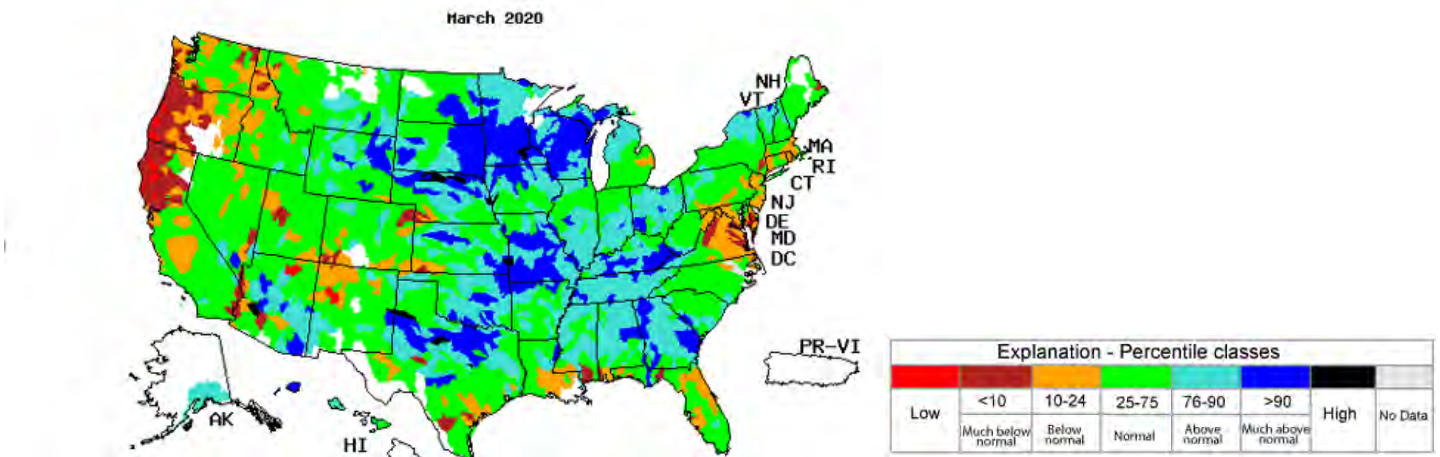 March 2020
NH
VT
MA
RI
CT
NJ
DE
MD
DC
PR-VI
AK
HI
Explanation - Percentile classes
Low
<10
10-24
25-75
76-90
>90
High
No Data
Much below normal
Below normal
Normal
Above normal
Much above normal